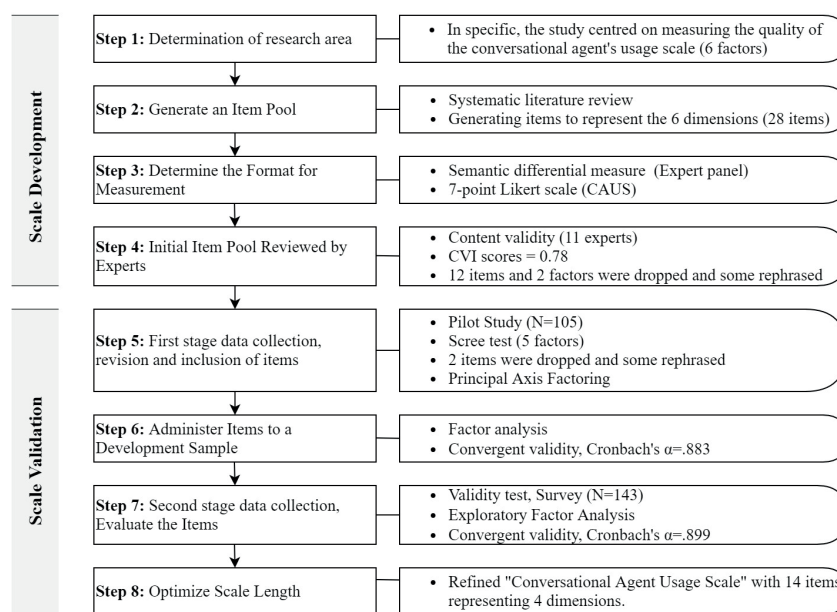 Scale Development
Step 1: Determination of research area
• In specific, the study centred on measuring the quality of
the conversational agent's usage scale (6 factors)
Step 2: Generate an Item Pool
• Systematic literature review
• Generating items to represent the 6 dimensions (28 items)
Step 3: Determine the Format for
Measurement
• Semantic differential measure (Expert panel)
• 7-point Likert scale (CAUS)
Step 4: Initial Item Pool Reviewed by
Experts
• Content validity (11 experts)
• CVI scores = 0.78
• 12 items and 2 factors were dropped and some rephrased
Scale Validation
Step 5: First stage data collection,
revision and inclusion of items
• Pilot Study (N=105)
• Scree test (5 factors)
• 2 items were dropped and some rephrased
• Principal Axis Factoring
Step 6: Administer Items to a
Development Sample
• Factor analysis
• Convergent validity, Cronbach's α=.883
Step 7: Second stage data collection,
Evaluate the Items
• Validity test, Survey (N=143)
• Exploratory Factor Analysis
• Convergent validity, Cronbach's α=.899
Step 8: Optimize Scale Length
• Refined "Conversational Agent Usage Scale" with 14 items
representing 4 dimensions.